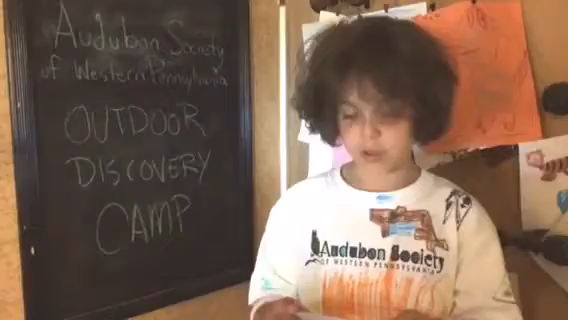 Audubon Society
of Western Pennsylvania
OUTDOOR
DISCOVERY
CAMP
Audubon Society
OF WESTERN PENNSYLVANIA